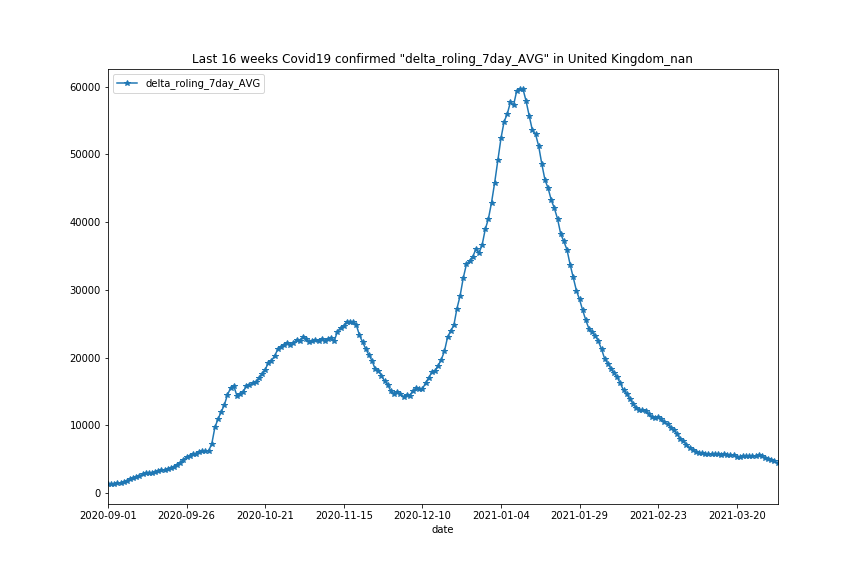 Last 16 weeks Covid19 confirmed "delta_roling_7day_AVG" in United Kingdom_nan
delta_roling_7day_AVG
60000
50000
40000
30000
20000
10000
0
2020-09-01 2020-09-26 2020-10-21 2020-11-15 2020-12-10 2021-01-04 2021-01-29 2021-02-23 2021-03-20
date